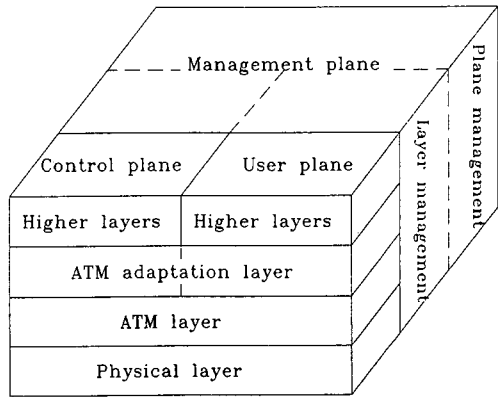 Management plane
Control plane
User plane
Higher layers
Higher layers
ATM adaptation layer
ATM layer
Physical layer
Layer management
Plane management